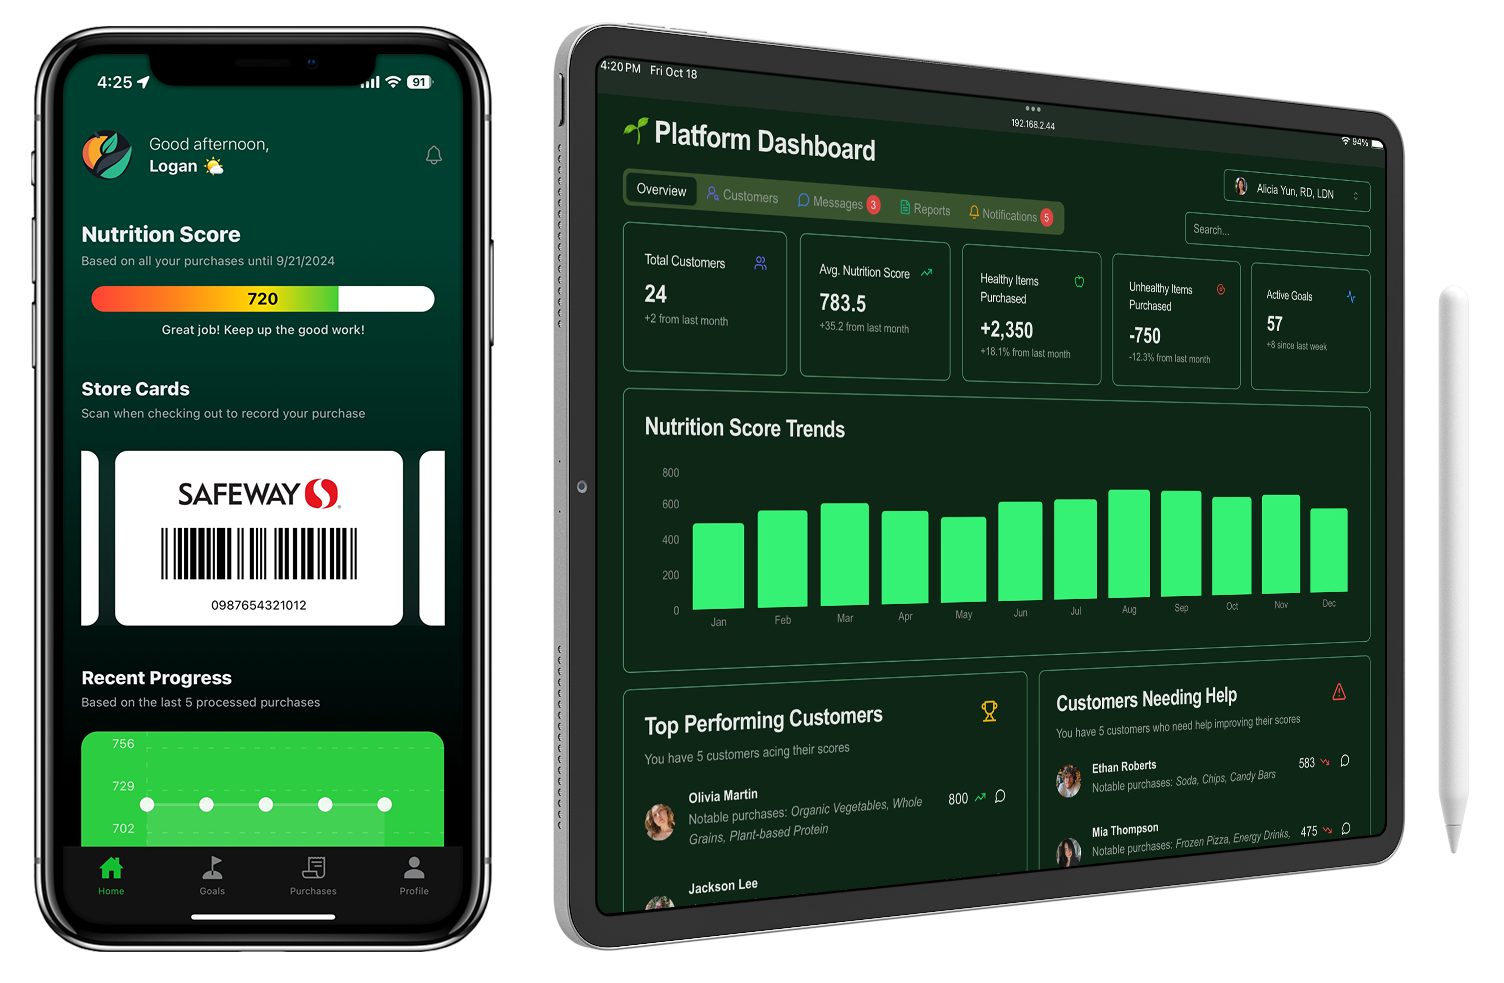 4:25
91
Good afternoon,
Logan
Nutrition Score
Based on all your purchases until 9/21/2024
720
Great job! Keep up the good work!
Store Cards
Scan when checking out to record your purchase
SAFEWAY
0987654321012
Recent Progress
Based on the last 5 processed purchases
756
729
702
Home
Goals
Purchases
Profile
4:20 PM Fri Oct 18
192.168.2.44
94%
Platform Dashboard
Alicia Yun, RD, LDN
Overview
Customers
Messages 3
Reports
Notifications 5
Search...
Total Customers
24
+2 from last month
Avg. Nutrition Score
783.5
+35.2 from last month
Healthy Items
Purchased
+2,350
+18.1% from last month
Unhealthy Items
Purchased
-750
-12.3% from last month
Active Goals
57
+8 since last week
Nutrition Score Trends
800
600
400
200
0
Jan Feb Mar Apr May Jun Jul Aug Sep Oct Nov Dec
Top Performing Customers
You have 5 customers acing their scores
Olivia Martin
Notable purchases: Organic Vegetables, Whole
Grains, Plant-based Protein
800
Jackson Lee
Customers Needing Help
You have 5 customers who need help improving their scores
Ethan Roberts
Notable purchases: Soda, Chips, Candy Bars
583
Mia Thompson
Notable purchases: Frozen Pizza, Energy Drinks,
475